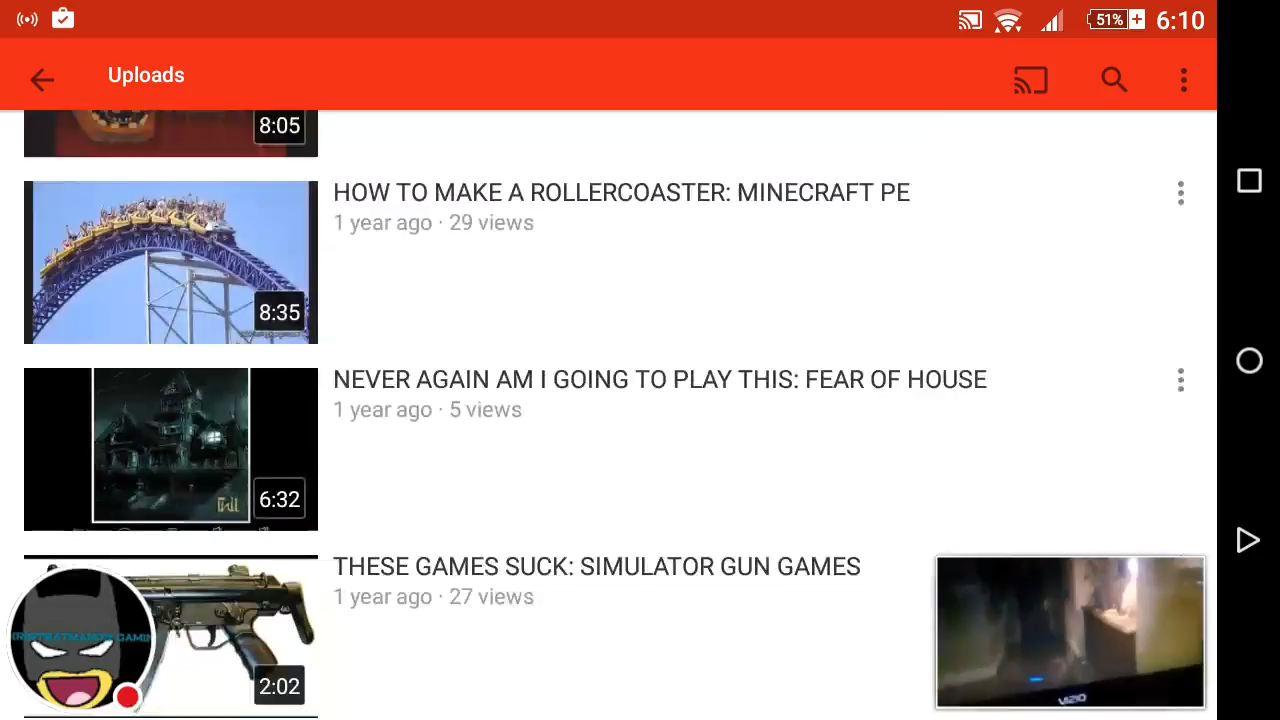 51% 6:10
Uploads
8:05
HOW TO MAKE A ROLLERCOASTER: MINECRAFT PE
1 year ago · 29 views
8:35
NEVER AGAIN AM I GOING TO PLAY THIS: FEAR OF HOUSE
1 year ago · 5 views
6:32
THESE GAMES SUCK: SIMULATOR GUN GAMES
1 year ago · 27 views
2:02
VIZIO